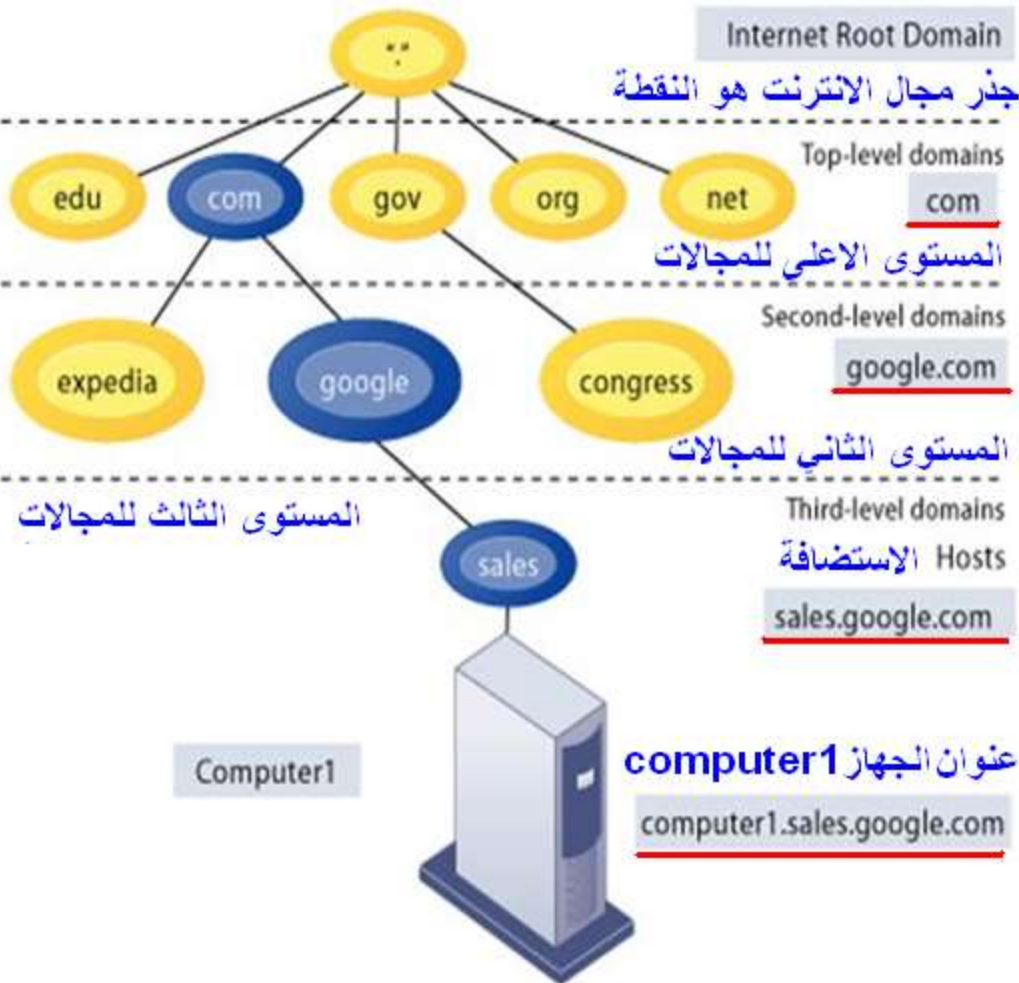 "."
Internet Root Domain
جذر مجال الانترنت هو النقطة
edu
com
gov
org
net
Top-level domains
com
المستوى الاعلي للمجالات
expedia
google
congress
Second-level domains
google.com
المستوى الثاني للمجالات
المستوى الثالث للمجالات
Third-level domains
الاستضافة Hosts
sales
sales.google.com
Computer1
عنوان الجهاز computer1
computer1.sales.google.com